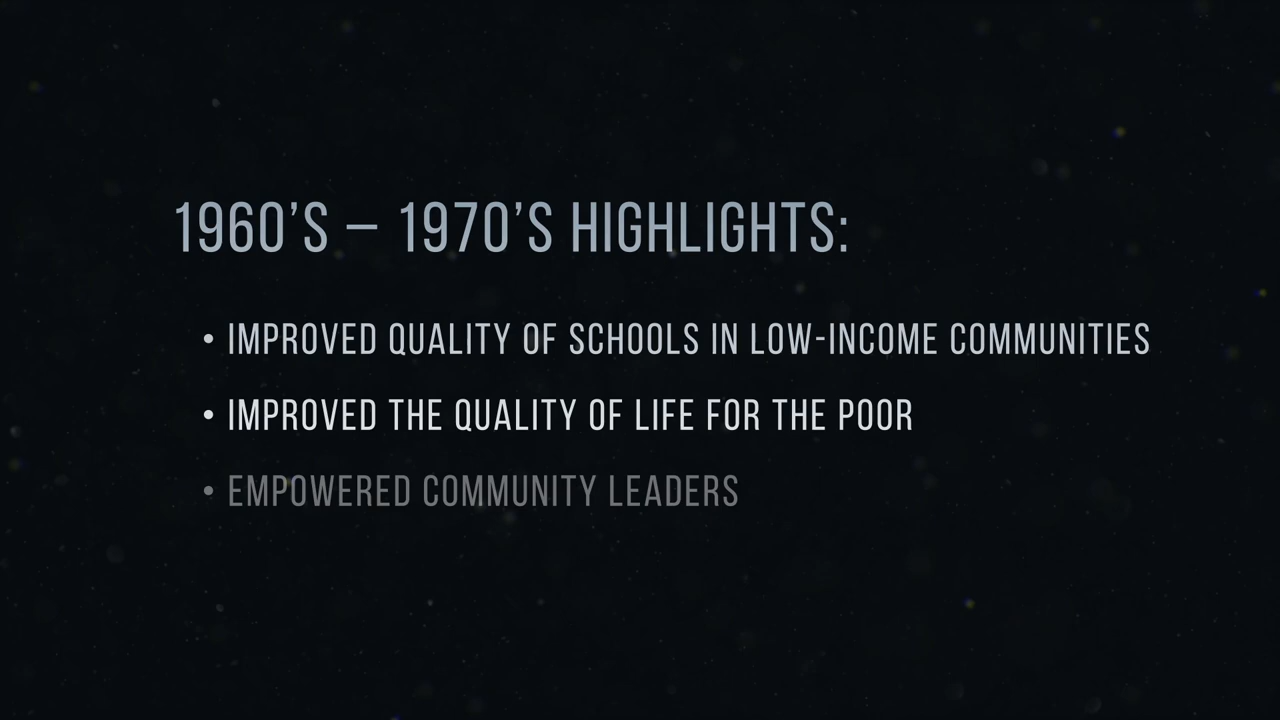 1960’S – 1970’S HIGHLIGHTS:
• IMPROVED QUALITY OF SCHOOLS IN LOW-INCOME COMMUNITIES
• IMPROVED THE QUALITY OF LIFE FOR THE POOR
• EMPOWERED COMMUNITY LEADERS